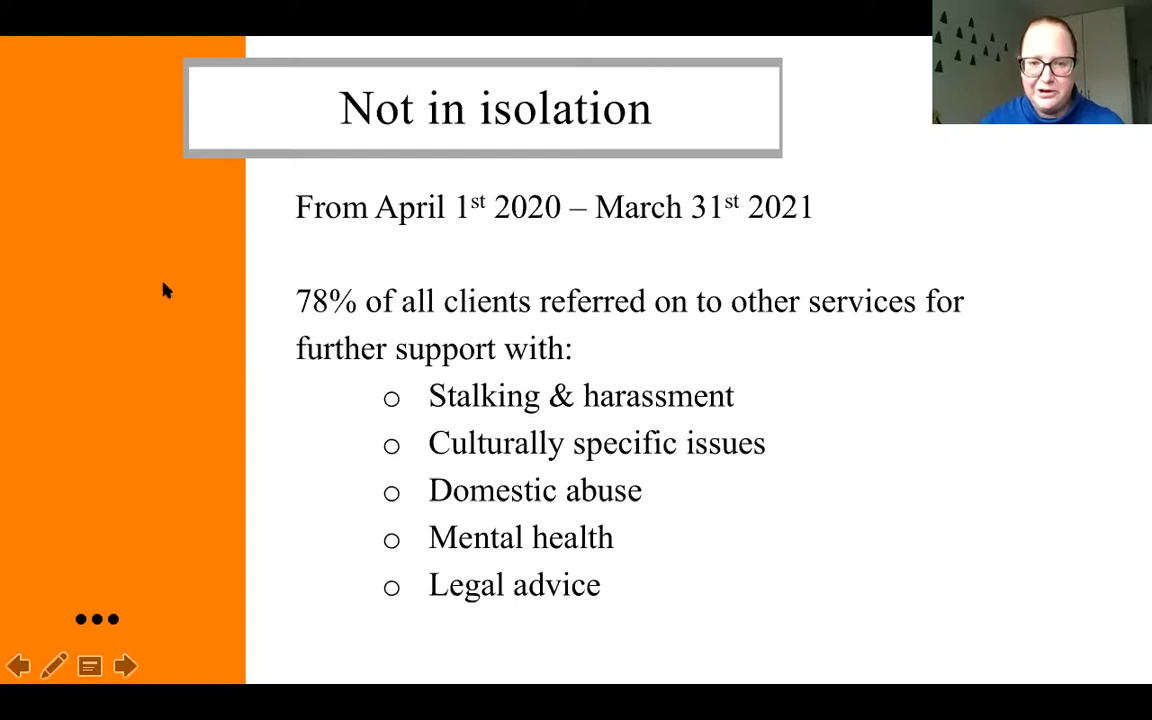 Not in isolation
From April 1st 2020 – March 31st 2021
78% of all clients referred on to other services for
further support with:
o Stalking & harassment
o Culturally specific issues
o Domestic abuse
o Mental health
o Legal advice